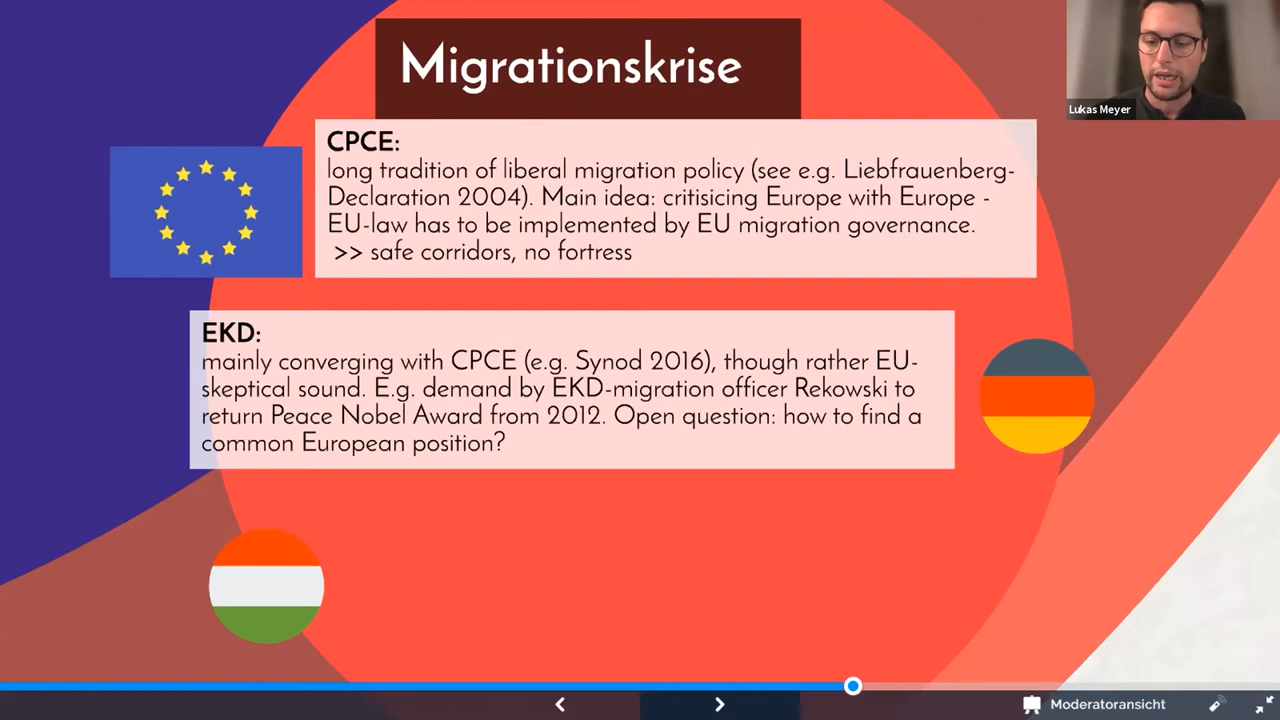 Migrationskrise
Lukas Meyer
CPCE:
long tradition of liberal migration policy (see e.g. Liebfrauenberg-
Declaration 2004). Main idea: critisicing Europe with Europe -
EU-law has to be implemented by EU migration governance.
>> safe corridors, no fortress
EKD:
mainly converging with CPCE (e.g. Synod 2016), though rather EU-
skeptical sound. E.g. demand by EKD-migration officer Rekowski to
return Peace Nobel Award from 2012. Open question: how to find a
common European position?
Moderatoransicht